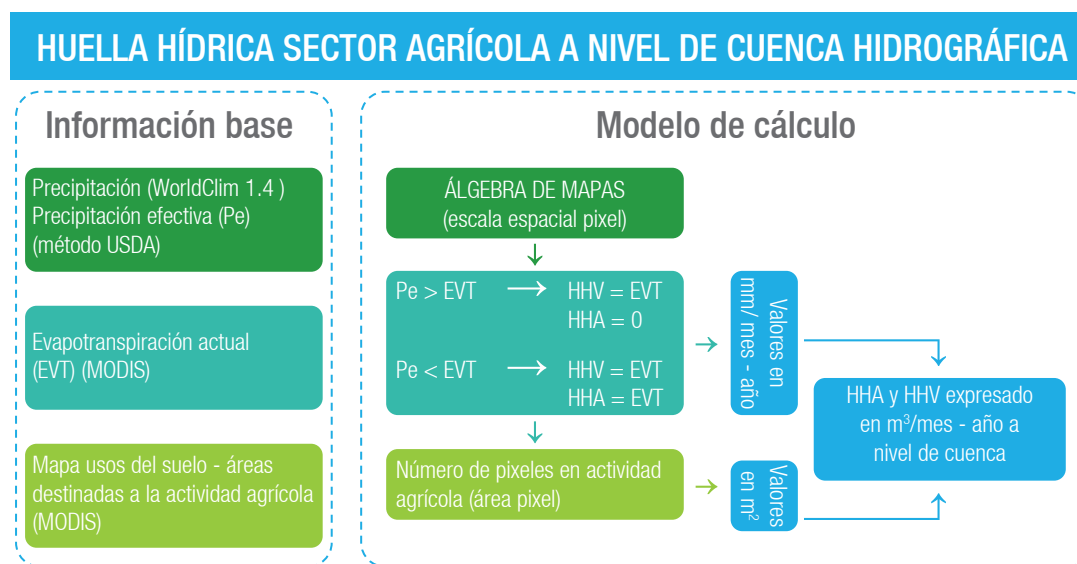 HUELLA HÍDRICA SECTOR AGRÍCOLA A NIVEL DE CUENCA HIDROGRÁFICA
Información base
Precipitación (WorldClim 1.4 )
Precipitación efectiva (Pe)
(método USDA)
Evapotranspiración actual
(EVT) (MODIS)
Mapa usos del suelo - áreas
destinadas a la actividad agrícola
(MODIS)
Modelo de cálculo
ÁLGEBRA DE MAPAS
(escala espacial pixel)
Pe > EVT → HHV = EVT
HHA = 0
Pe < EVT → HHV = EVT
HHA = EVT
Número de pixeles en actividad
agrícola (área pixel)
Valores en
mm/ mes - año
Valores
en m²
HHA y HHV expresado
en m³/mes - año a
nivel de cuenca